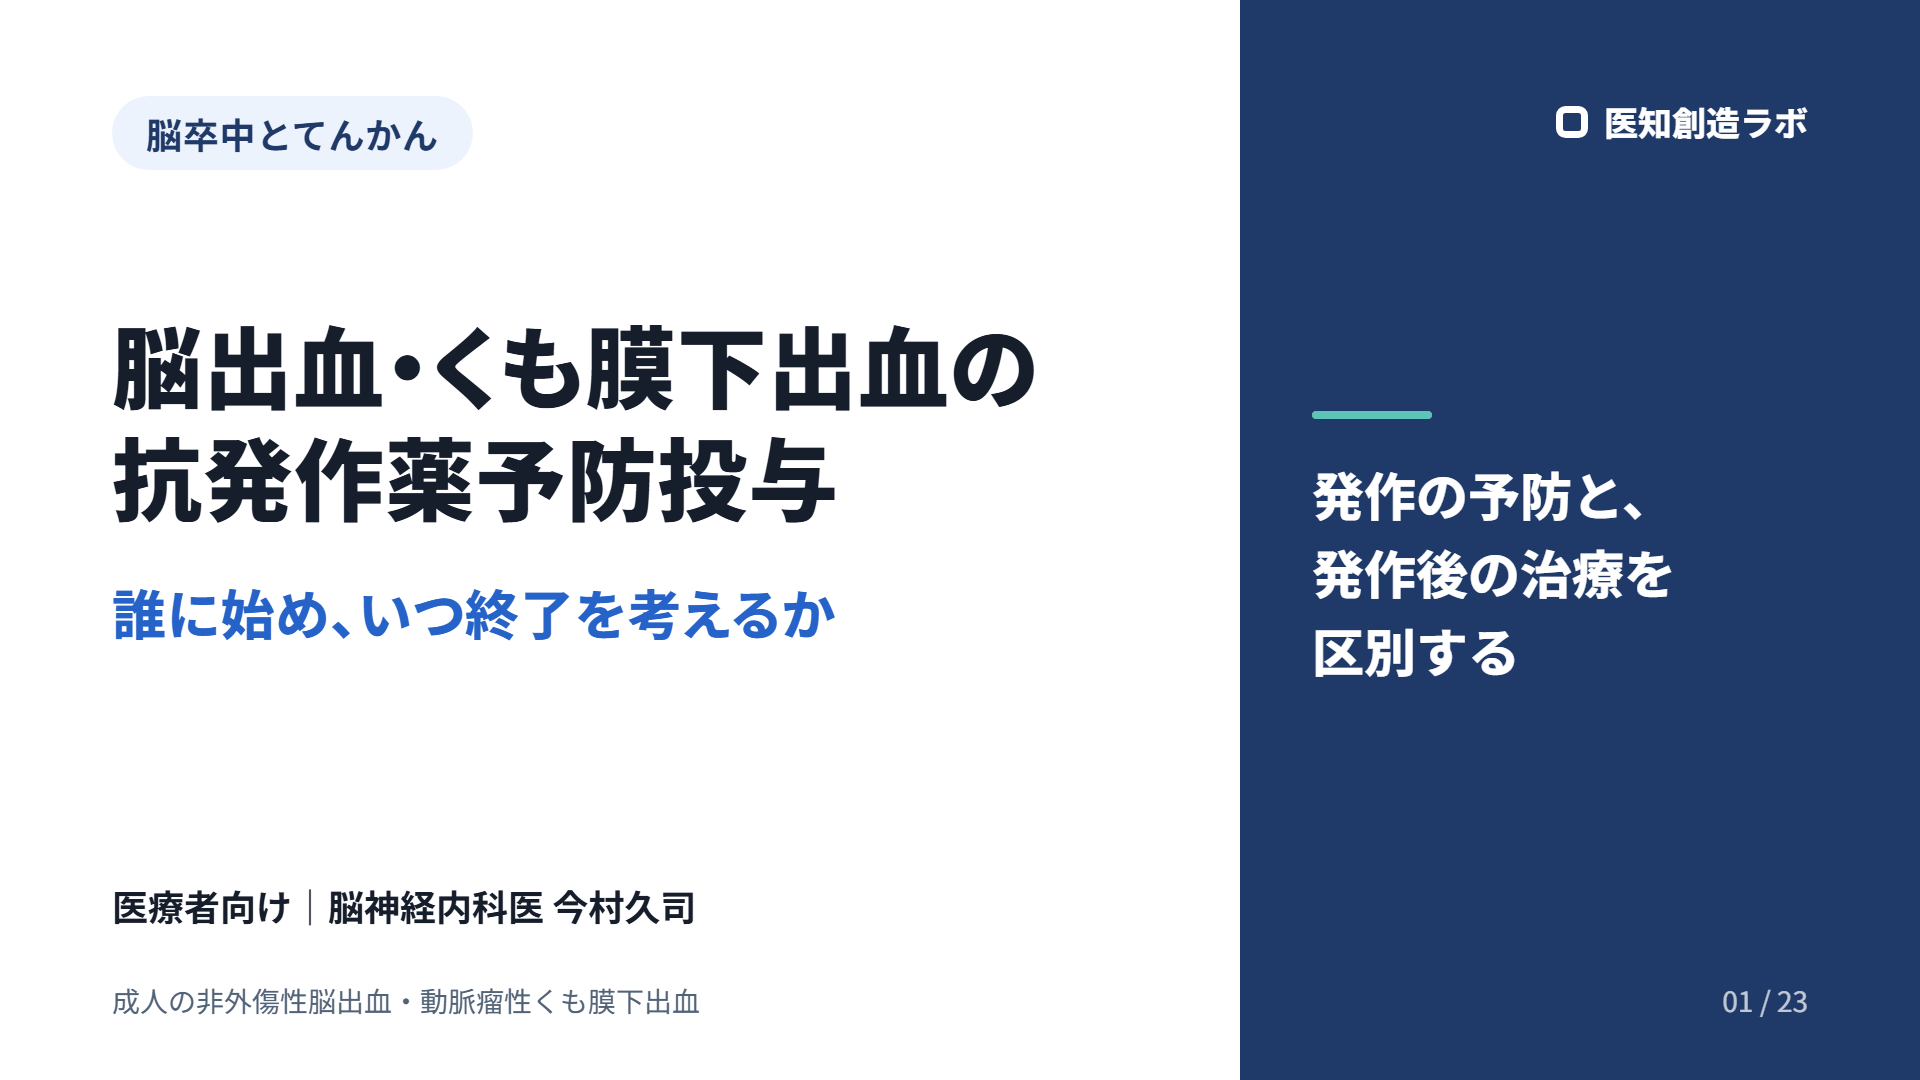 脳卒中とてんかん
脳出血・くも膜下出血の
抗発作薬予防投与
誰に始め、いつ終了を考えるか
医療者向け｜脳神経内科医 今村久司
成人の非外傷性脳出血・動脈瘤性くも膜下出血
医知創造ラボ
発作の予防と、
発作後の治療を
区別する
01 / 23